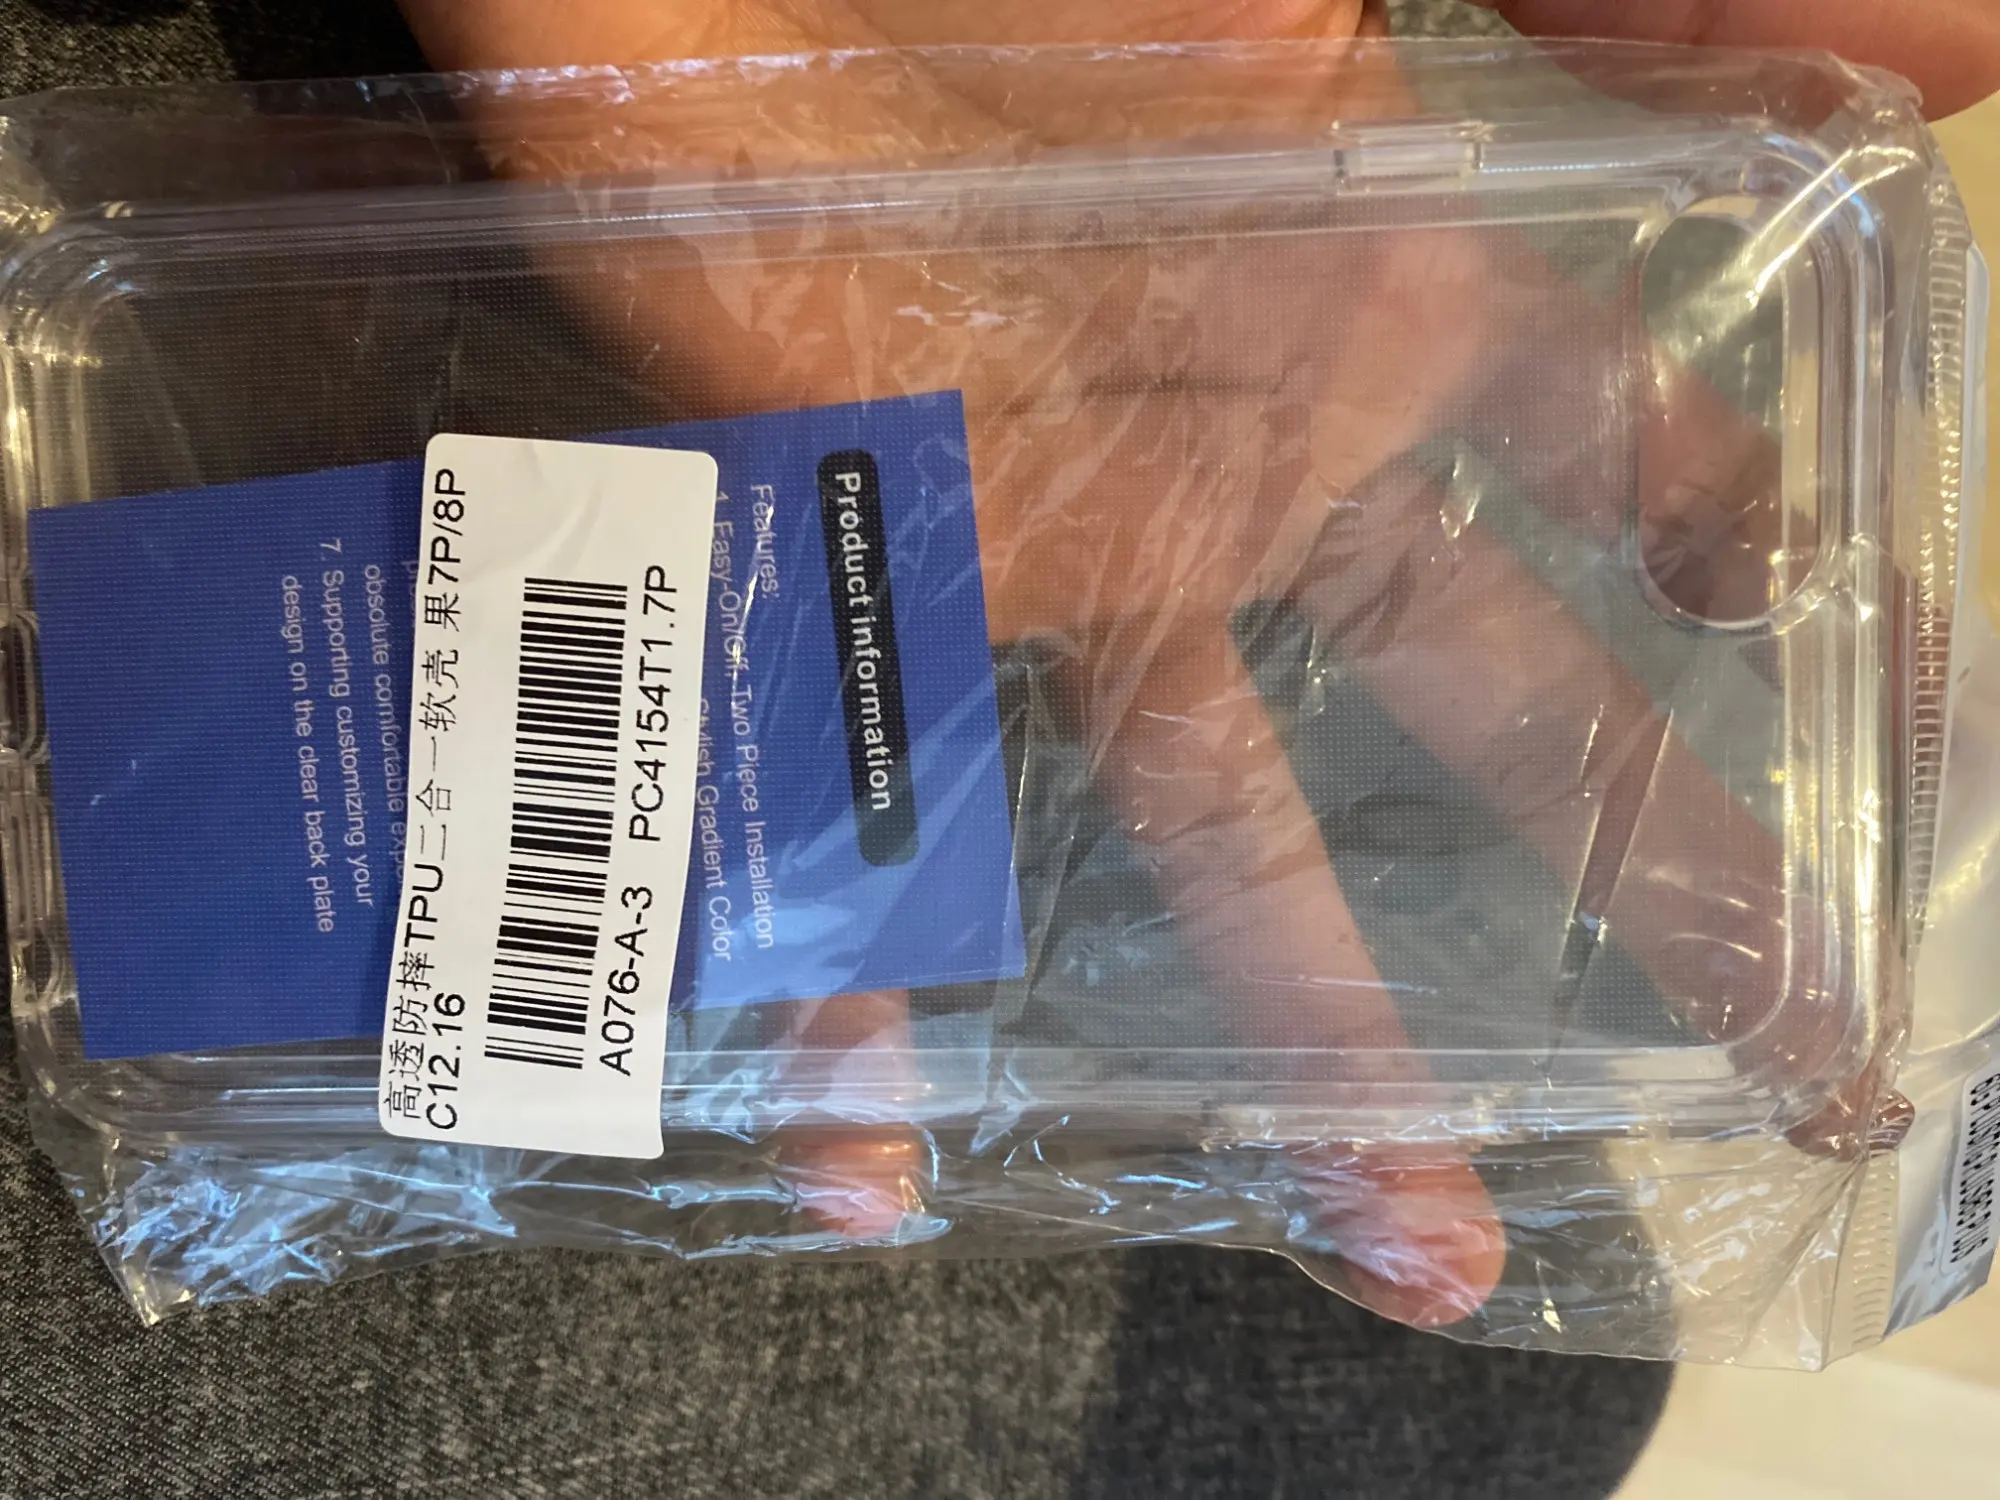 高透防摔TPU二合一软壳 果7P/8P
C12.16
A076-A-3 PC4154T1.7P
Product information
Features:
1 Easy-On/Off, Two Piece Installation
Stylish Gradient Color
obsolute comfortable
7 Supporting customizing your
design on the clear back plate